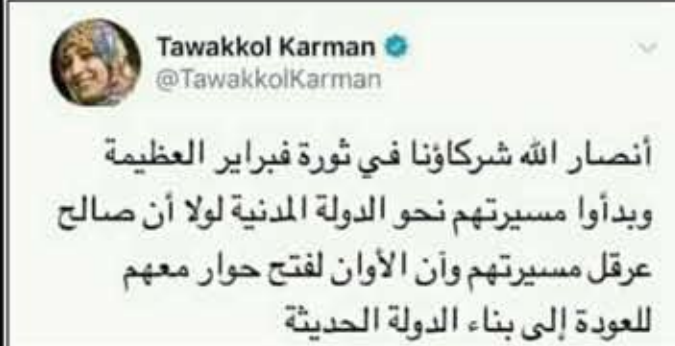 Tawakkol Karman
@TawakkolKarman
أنصار الله شركاؤنا في ثورة فبراير العظيمة
وبدأوا مسيرتهم نحو الدولة المدنية لولا أن صالح
عرقل مسيرتهم وأن الأوان لفتح حوار معهم
للعودة إلى بناء الدولة الحديثة